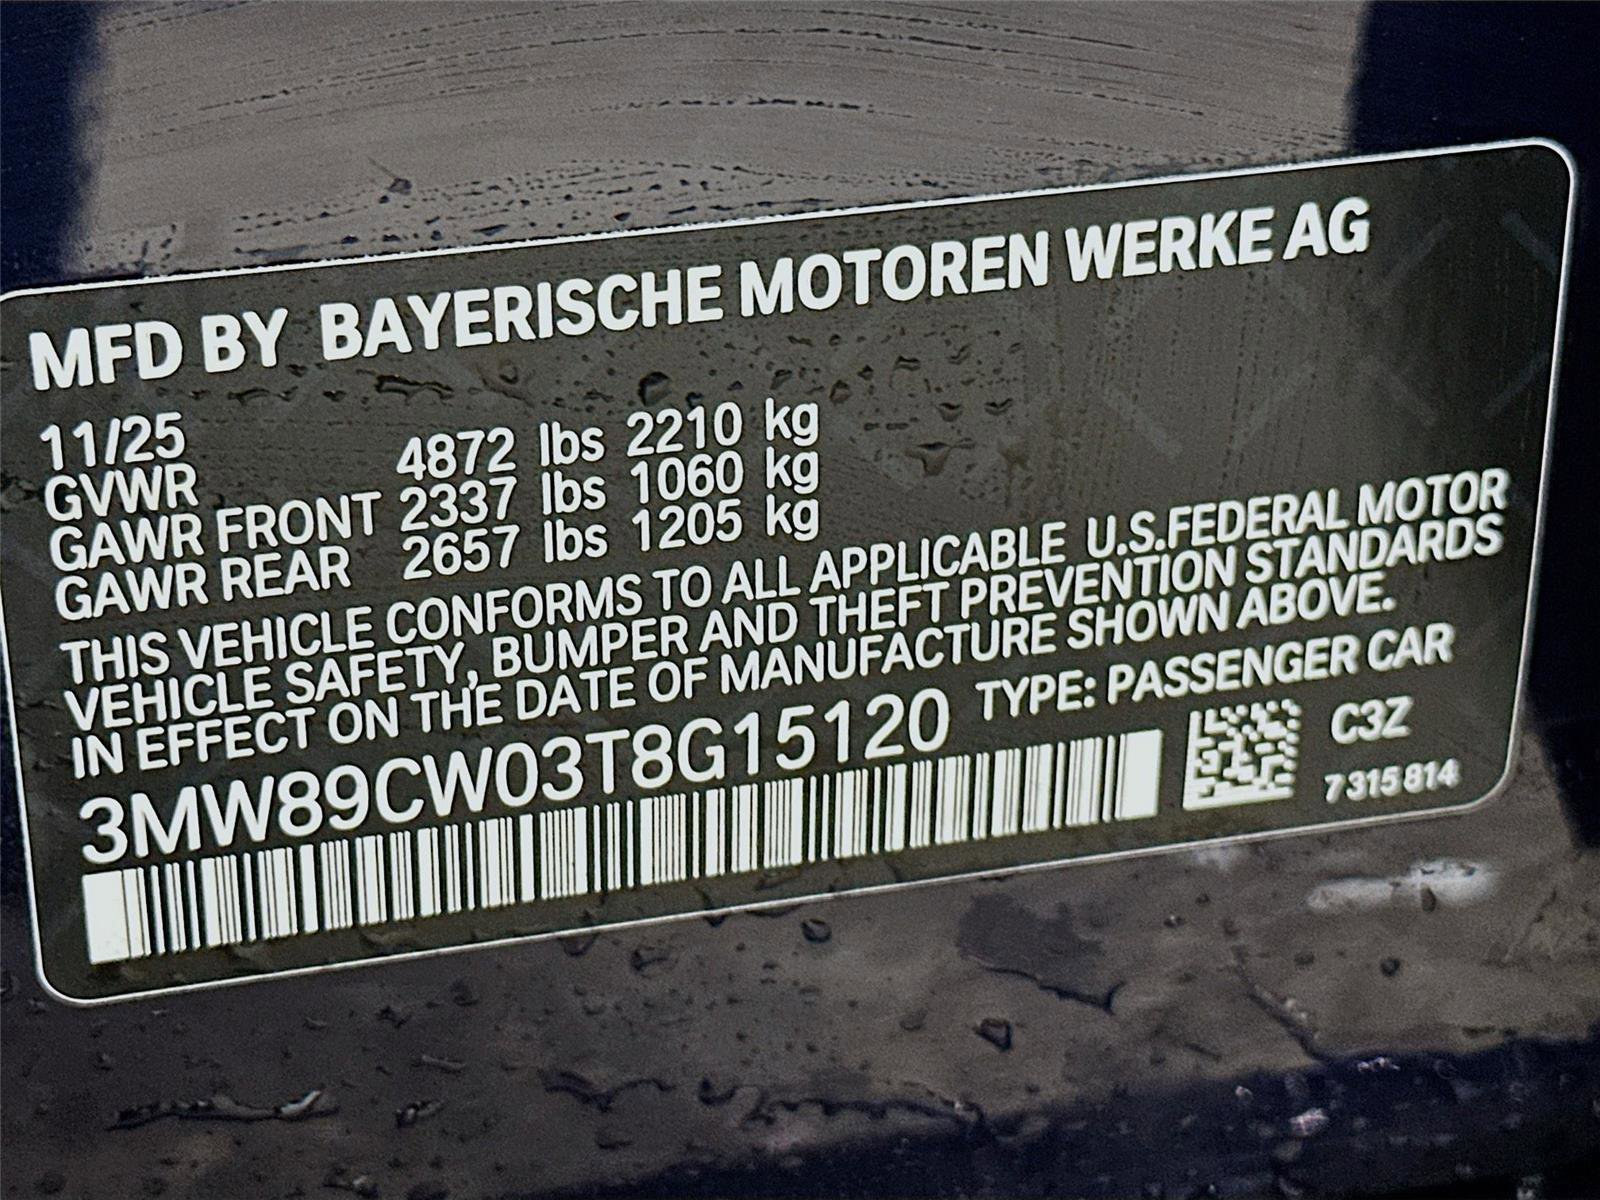 MFD BY BAYERISCHE MOTOREN WERKE AG
11/25
GVWR 4872 lbs 2210 kg
GAWR FRONT 2337 lbs 1060 kg
GAWR REAR 2657 lbs 1205 kg
THIS VEHICLE CONFORMS TO ALL APPLICABLE U.S.FEDERAL MOTOR
VEHICLE SAFETY, BUMPER AND THEFT PREVENTION STANDARDS
IN EFFECT ON THE DATE OF MANUFACTURE SHOWN ABOVE.
3MW89CW03T8G15120 TYPE: PASSENGER CAR
C3Z
7 315 814